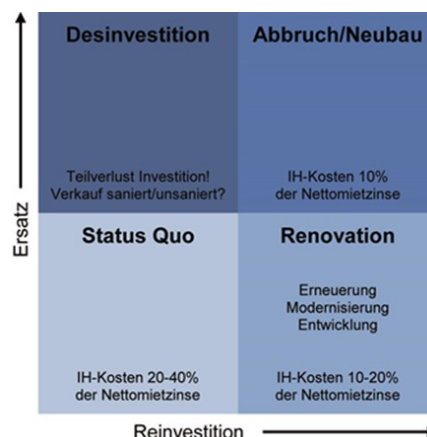 Desinvestition
Abbruch/Neubau
Teilverlust Investition!
Verkauf saniert/unsaniert?
IH-Kosten 10%
der Nettomietzinse
Ersatz
Status Quo
Renovation
Erneuerung
Modernisierung
Entwicklung
IH-Kosten 20-40%
der Nettomietzinse
IH-Kosten 10-20%
der Nettomietzinse
Reinvestition